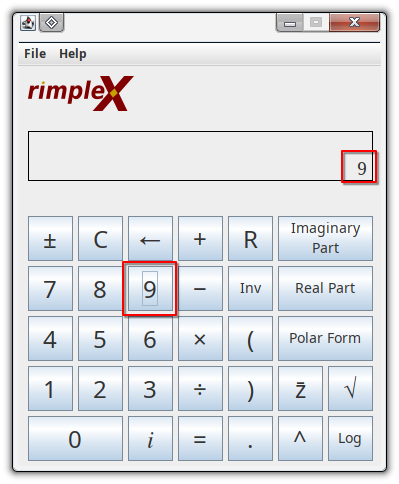 File Help
rimpleX
9
± C ← + R Imaginary Part
7 8 9 − Inv Real Part
4 5 6 × ( Polar Form
1 2 3 ÷ ) z̄ √
0 i = . ^ Log